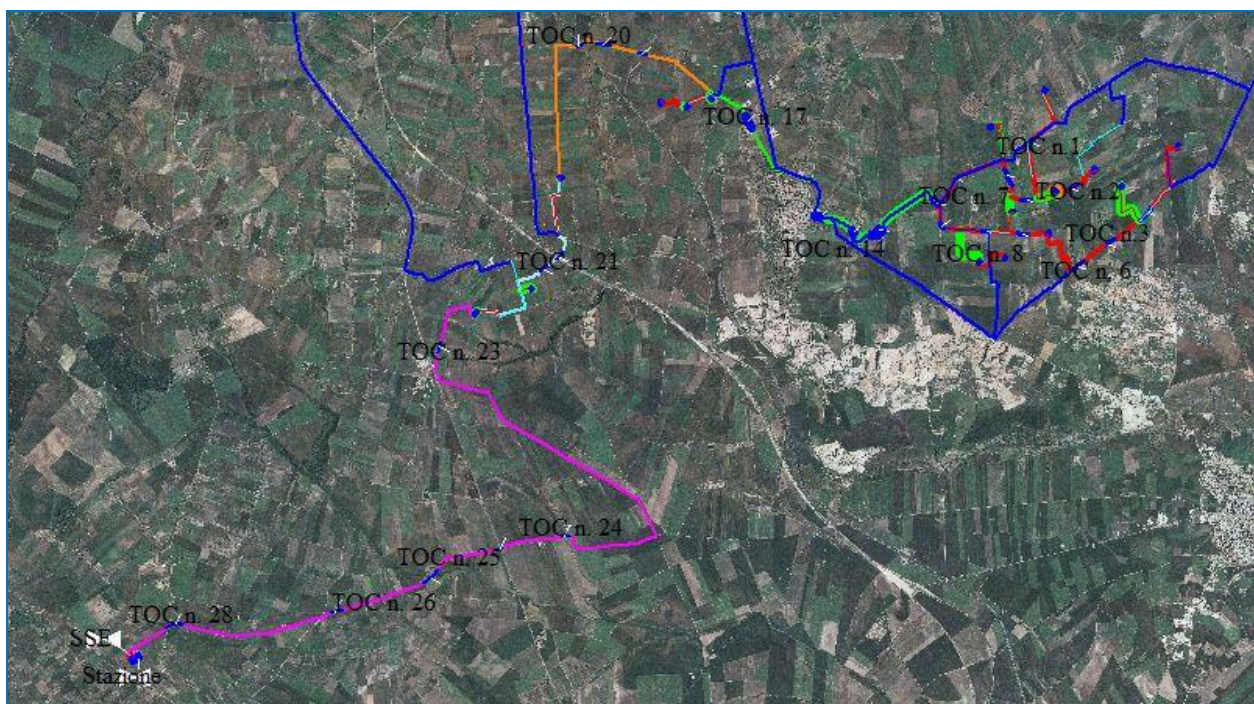 TOC n. 20
TOC n. 17
TOC n.1
TOC n. 7
TOC n.2
TOC n. 14
TOC n. 8
TOC n.3
TOC n. 6
TOC n. 21
TOC n. 23
TOC n. 24
TOC n. 25
TOC n. 26
TOC n. 28
SSE
Stazione